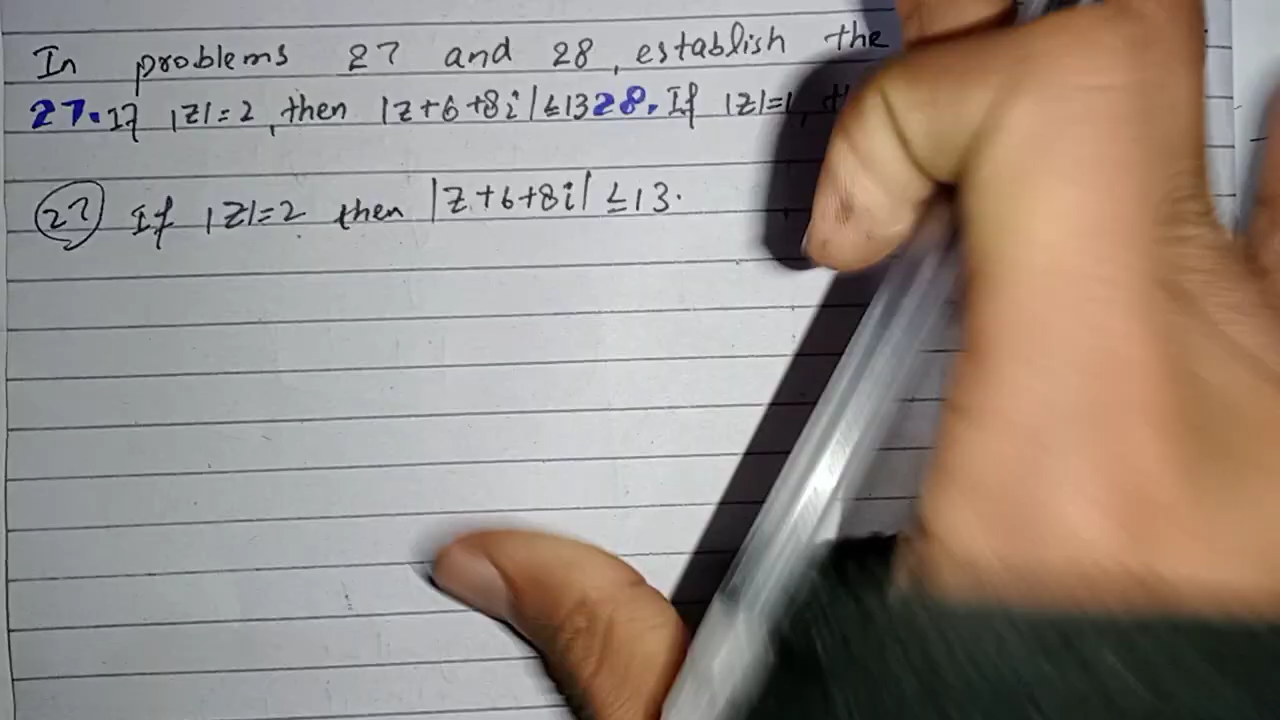 In problems 27 and 28, establish the
27. If |z|=2, then |z+6+8i|≤13 28. If |z|=1,
(27) If |z|=2 then |z+6+8i| ≤13.